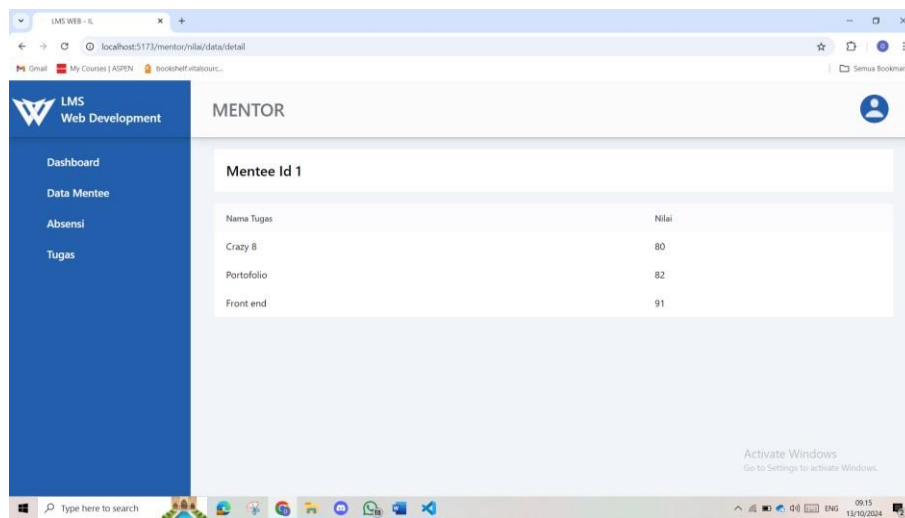 LMS WEB - IL
localhost:5173/mentor/nilai/data/detail
Gmail My Courses | ASPEN bookshelf.vitalsourc... Semua Bookmar
LMS
Web Development
MENTOR
Dashboard
Data Mentee
Absensi
Tugas
Mentee Id 1
Nama Tugas Nilai
Crazy 8 80
Portofolio 82
Front end 91
Activate Windows
Go to Settings to activate Windows.
Type here to search
ENG 09.15
13/10/2024